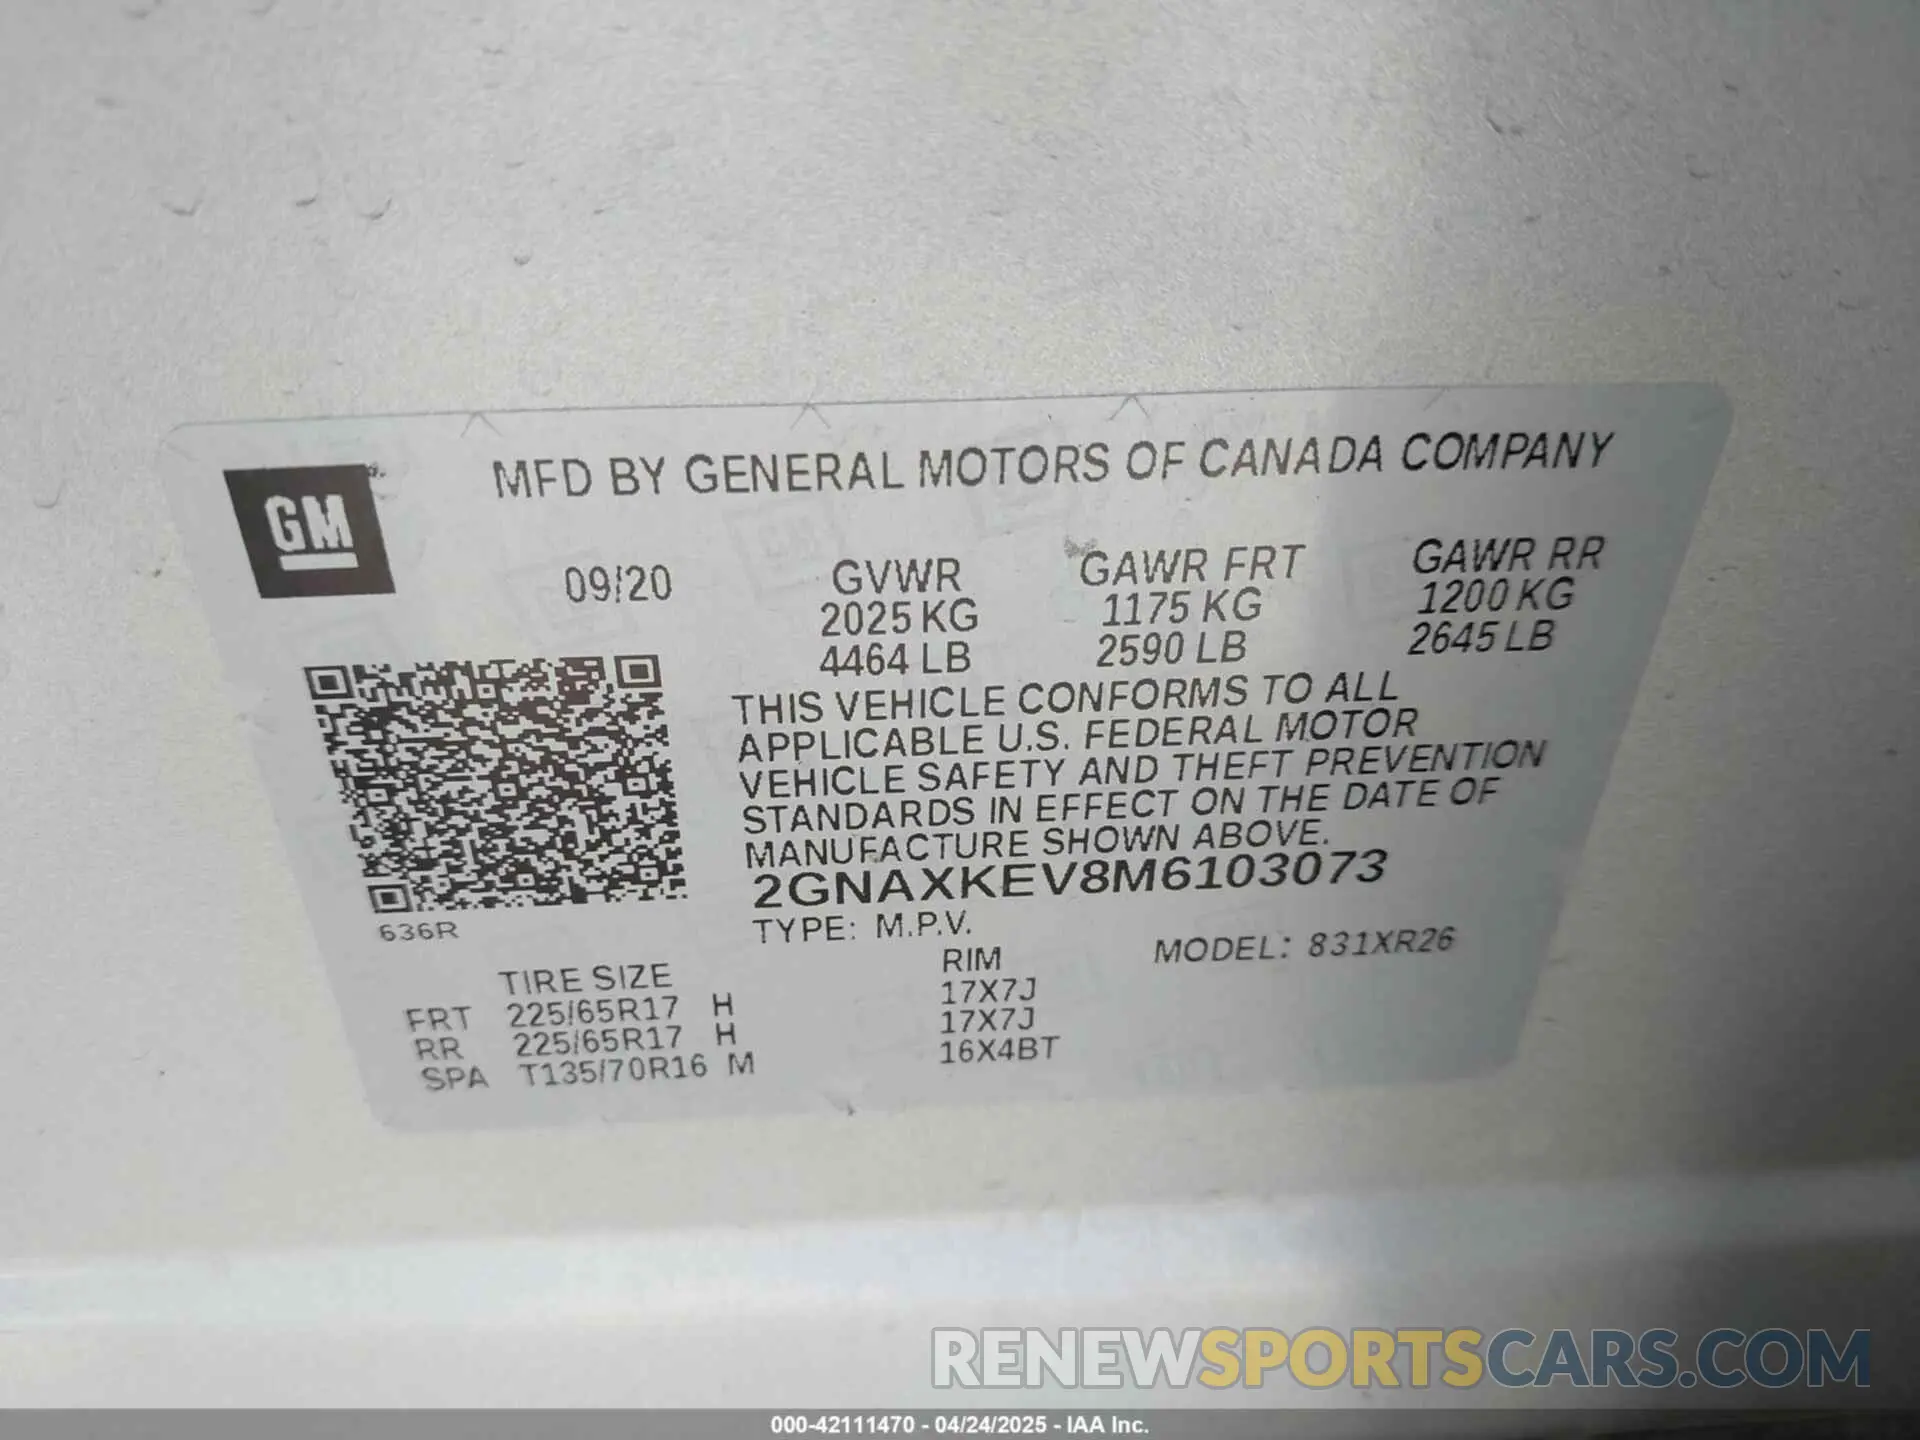 GM
MFD BY GENERAL MOTORS OF CANADA COMPANY
09/20
GVWR
2025 KG
4464 LB
GAWR FRT
1175 KG
2590 LB
GAWR RR
1200 KG
2645 LB
THIS VEHICLE CONFORMS TO ALL
APPLICABLE U.S. FEDERAL MOTOR
VEHICLE SAFETY AND THEFT PREVENTION
STANDARDS IN EFFECT ON THE DATE OF
MANUFACTURE SHOWN ABOVE.
2GNAXKEV8M6103073
636R
TYPE: M.P.V.
MODEL: 831XR26
TIRE SIZE RIM
FRT 225/65R17 H 17X7J
RR 225/65R17 H 17X7J
SPA T135/70R16 M 16X4BT
RENEWSPORTSCARS.COM
000-42111470 - 04/24/2025 - IAA Inc.